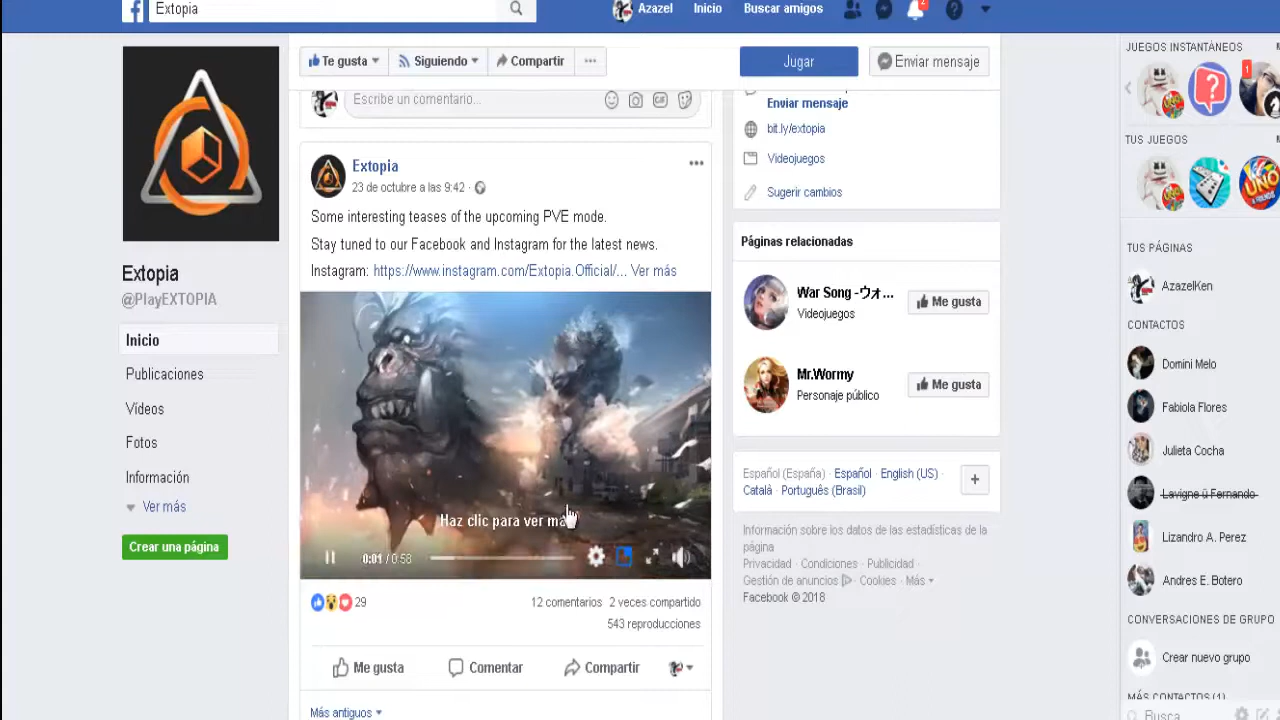 Extopia
Azazel
Inicio
Buscar amigos
2
Te gusta
Siguiendo
Compartir
Jugar
Enviar mensaje
Escribe un comentario...
GIF
Extopia
@PlayEXTOPIA
Inicio
Publicaciones
Vídeos
Fotos
Información
Ver más
Crear una página
Extopia
23 de octubre a las 9:42 ·
Some interesting teases of the upcoming PVE mode.
Stay tuned to our Facebook and Instagram for the latest news.
Instagram: https://www.instagram.com/Extopia.Official/... Ver más
Haz clic para ver má
0:01 / 0:58
29
12 comentarios 2 veces compartido
543 reproducciones
Me gusta
Comentar
Compartir
Más antiguos
Enviar mensaje
bit.ly/extopia
Videojuegos
Sugerir cambios
Páginas relacionadas
War Song -ウォ...
Videojuegos
Me gusta
Mr.Wormy
Personaje público
Me gusta
Español (España) · Español · English (US) ·
Català · Português (Brasil)
Información sobre los datos de las estadísticas de la
página
Privacidad · Condiciones · Publicidad ·
Gestión de anuncios · Cookies · Más
Facebook © 2018
JUEGOS INSTANTÁNEOS
1
TUS JUEGOS
UNO
TUS PÁGINAS
AzazelKen
CONTACTOS
Domini Melo
Fabiola Flores
Julieta Cocha
Lavigne ü Fernando
Lizandro A. Perez
Andres E. Botero
CONVERSACIONES DE GRUPO
Crear nuevo grupo
MÁS CONTACTOS (1)
Busca